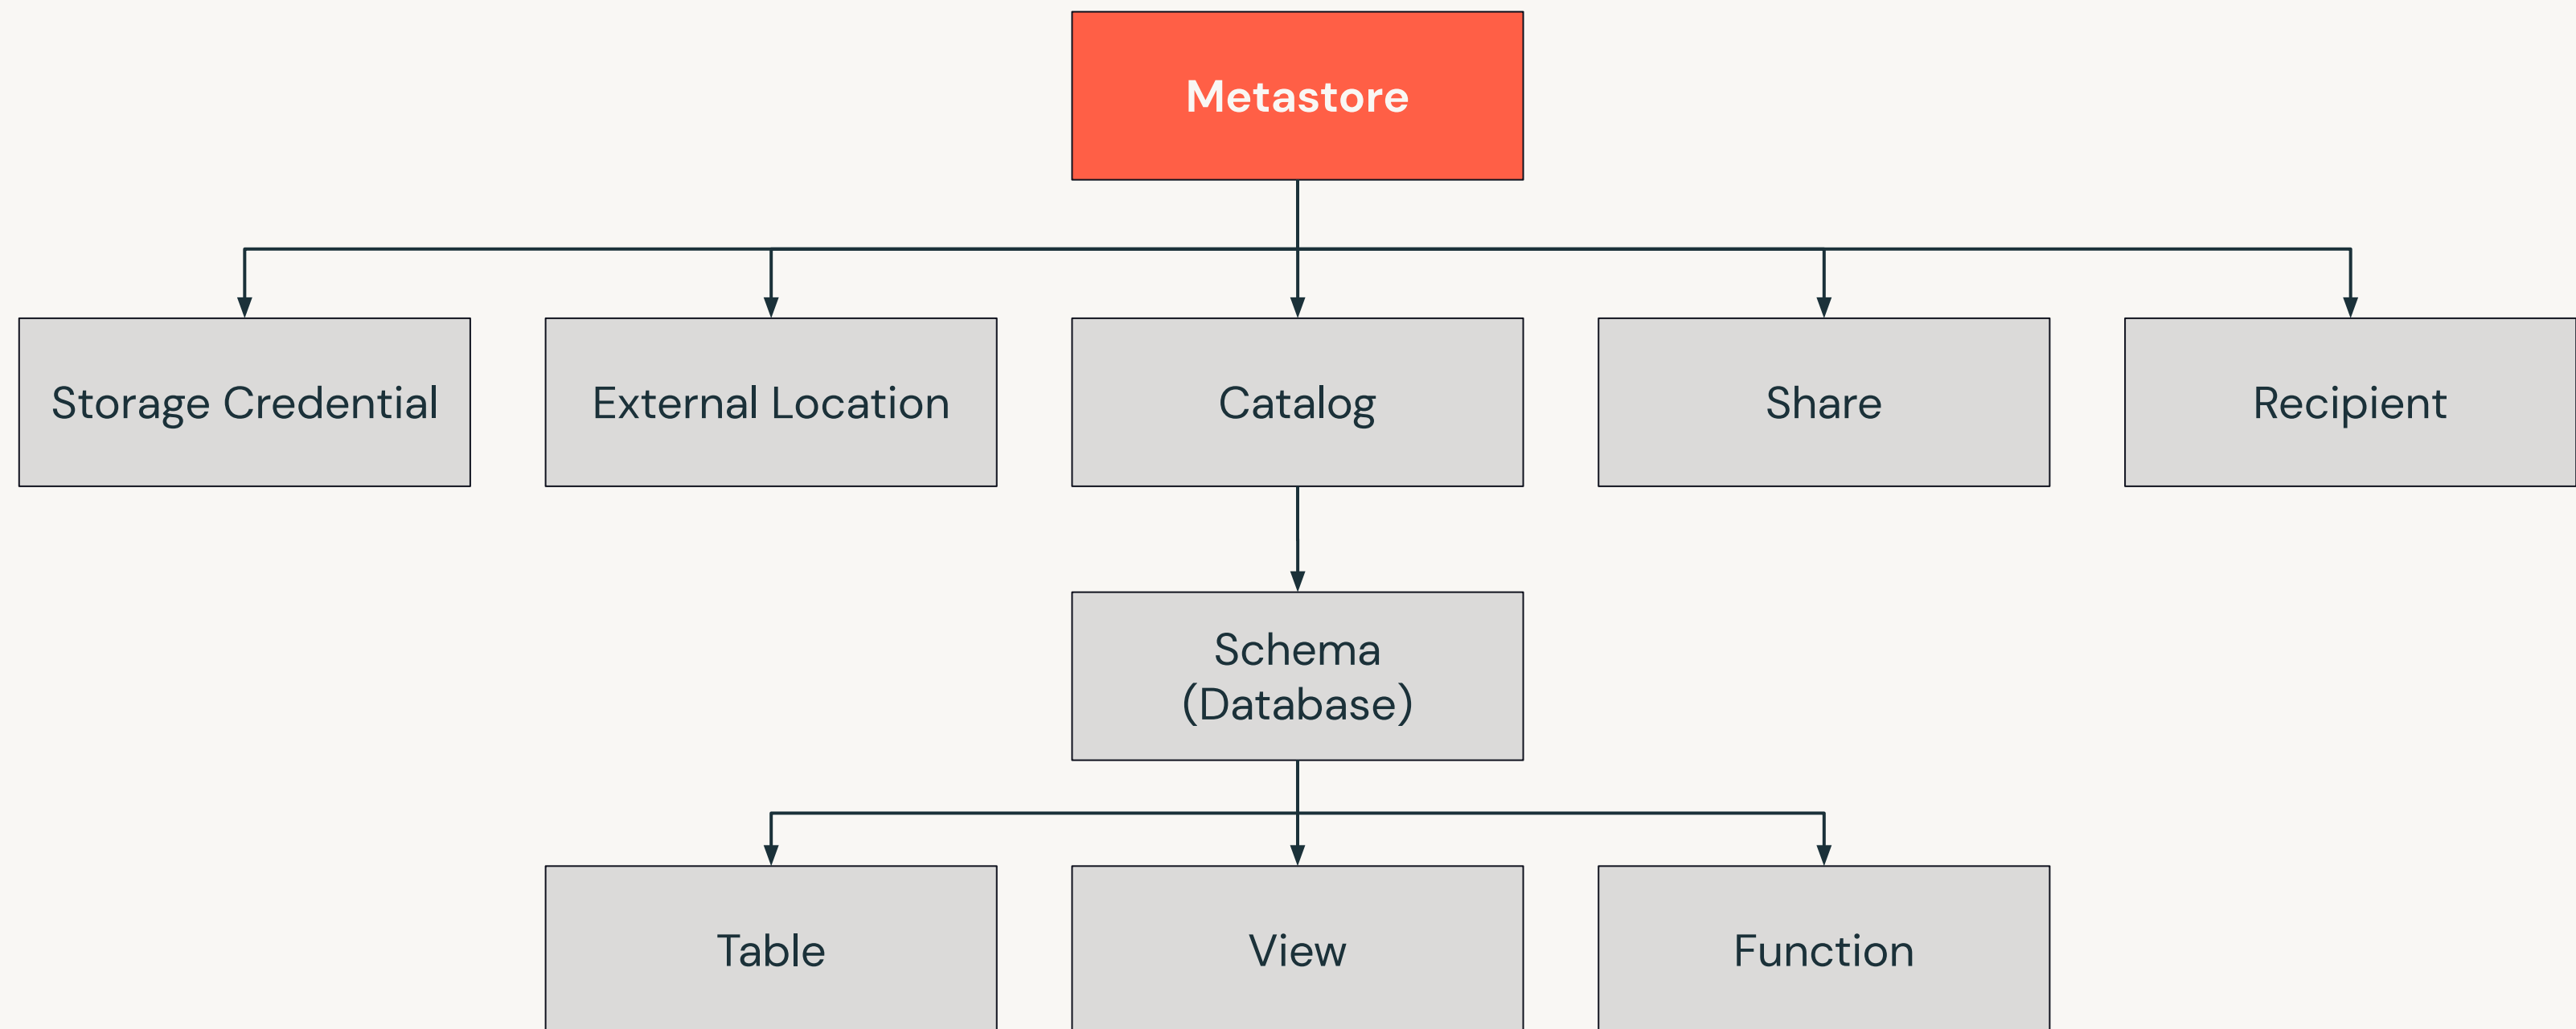 Metastore
Storage Credential
External Location
Catalog
Share
Recipient
Schema
(Database)
Table
View
Function